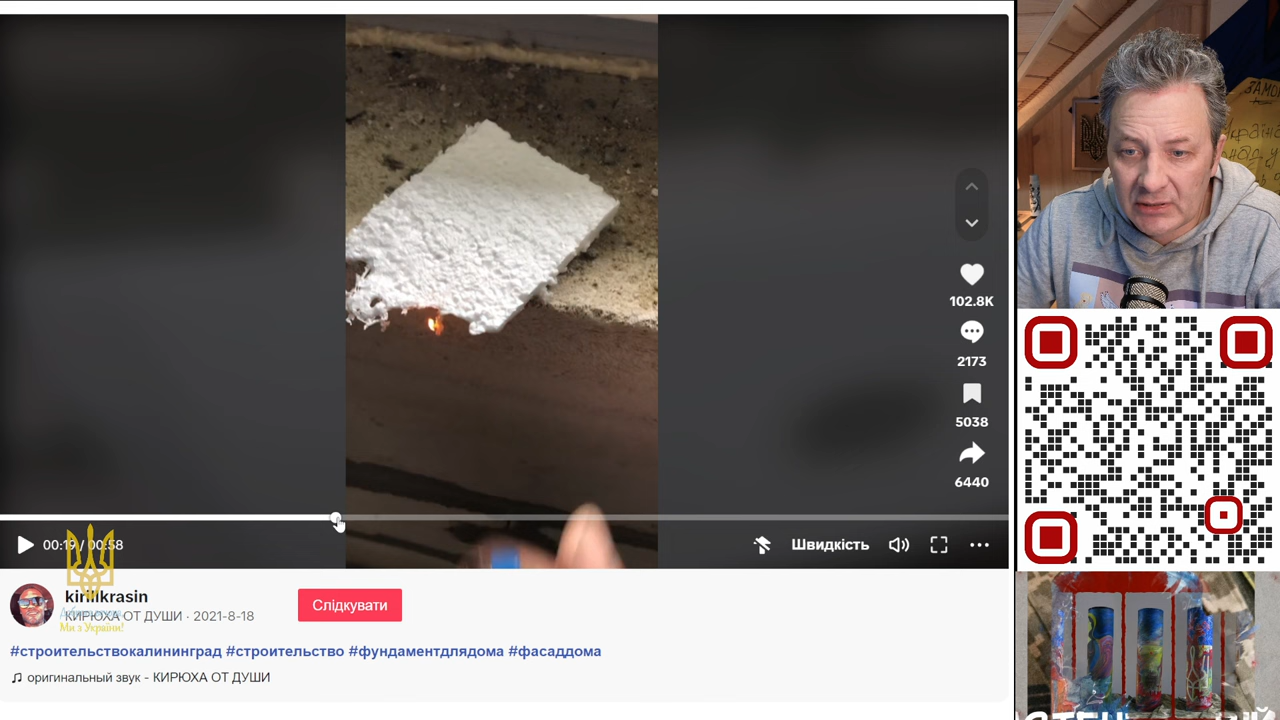 ЗАМО
102.8K
2173
5038
6440
00:19 / 00:58
Швидкість
kirillkrasin
КИРЮХА ОТ ДУШИ · 2021-8-18
Слідкувати
Ми з України!
#строительствокалининград #строительство #фундаментдлядома #фасаддома
оригинальный звук - КИРЮХА ОТ ДУШИ